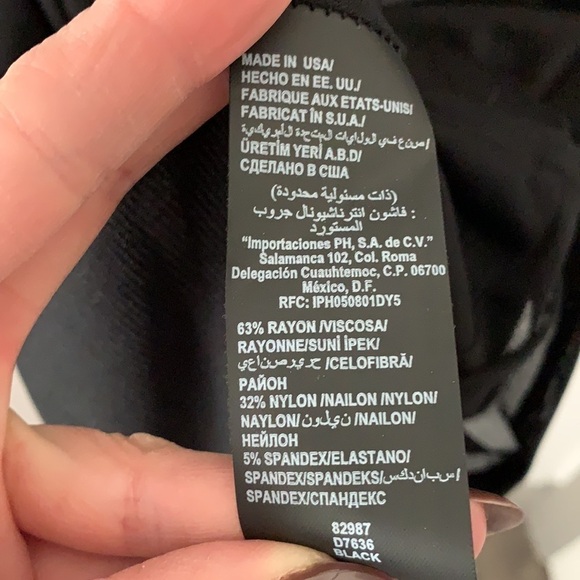 MADE IN USA/
HECHO EN EE. UU./
FABRIQUE AUX ETATS-UNIS/
FABRICAT ÎN S.U.A./
صنع في الولايات المتحدة الأمريكية/
ÜRETİM YERİ A.B.D/
СДЕЛАНО В США
(ذات مسئولية محدودة)
فاشون انترناشيونال جروب :
المستورد
"Importaciones PH, S.A. de C.V."
Salamanca 102, Col. Roma
Delegación Cuauhtemoc, C.P. 06700
México, D.F.
RFC: IPH050801DY5
63% RAYON /VISCOSA/
RAYONNE/SUNİ İPEK/
/CELOFIBRĂ/
РАЙОН
32% NYLON /NAILON /NYLON/
NAYLON/نايلون /NAILON/
НЕЙЛОН
5% SPANDEX/ELASTANO/
SPANDEX/SPANDEKS/سباندكس/
SPANDEX/СПАНДЕКС
82987
D7636
BLACK